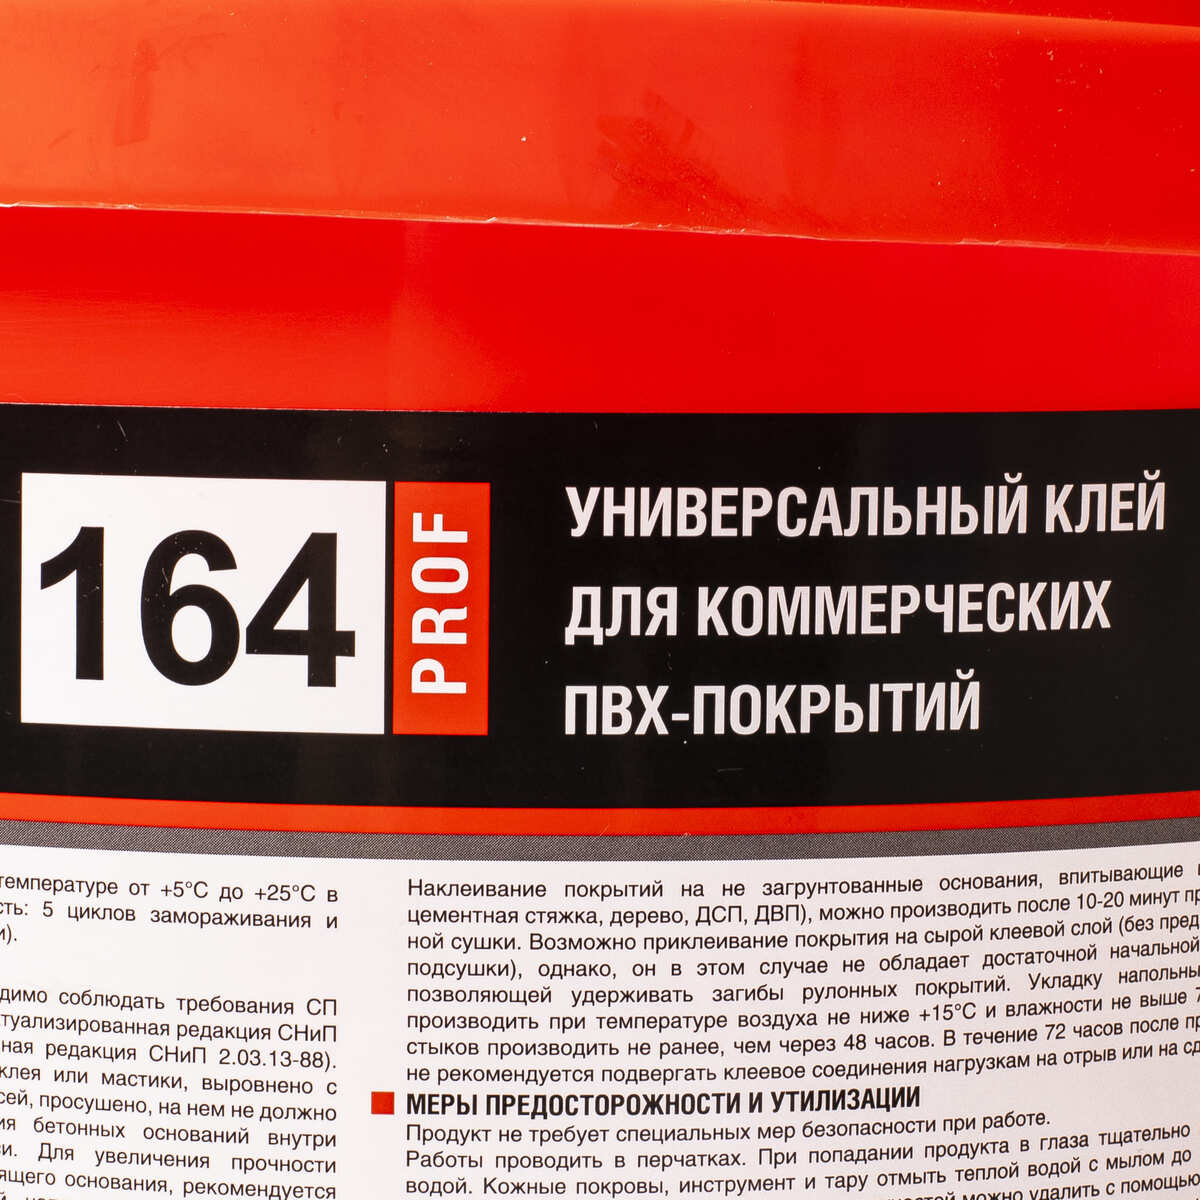 164
PROF
УНИВЕРСАЛЬНЫЙ КЛЕЙ
ДЛЯ КОММЕРЧЕСКИХ
ПВХ-ПОКРЫТИЙ
температуре от +5°С до +25°С в
5 циклов замораживания и
соблюдать требования СП
редакция СНиП
редакция СНиП 2.03.13-88).
клея или мастики, выровнено с
просушено, на нем не должно
бетонных оснований внутри
Для увеличения прочности
основания, рекомендуется
Наклеивание покрытий на не загрунтованные основания, впитывающие
цементная стяжка, дерево, ДСП, ДВП), можно производить после 10-20 минут
ной сушки. Возможно приклеивание покрытия на сырой клеевой слой (без
подсушки), однако, он в этом случае не обладает достаточной начальной
позволяющей удерживать загибы рулонных покрытий. Укладку
производить при температуре воздуха не ниже +15°С и влажности не выше
стыков производить не ранее, чем через 48 часов. В течение 72 часов после
не рекомендуется подвергать клеевое соединения нагрузкам на отрыв или на
МЕРЫ ПРЕДОСТОРОЖНОСТИ И УТИЛИЗАЦИИ
Продукт не требует специальных мер безопасности при работе.
Работы проводить в перчатках. При попадании продукта в глаза тщательно
водой. Кожные покровы, инструмент и тару отмыть теплой водой с мылом до
можно удалить с